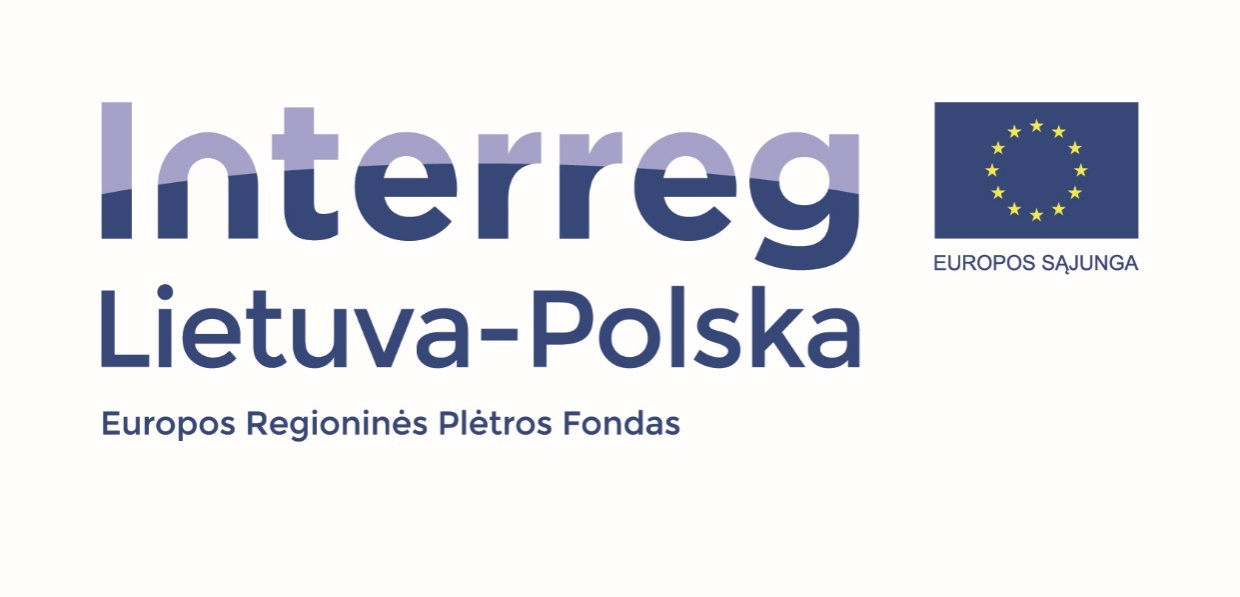 Interreg
EUROPOS SĄJUNGA
Lietuva-Polska
Europos Regioninės Plėtros Fondas